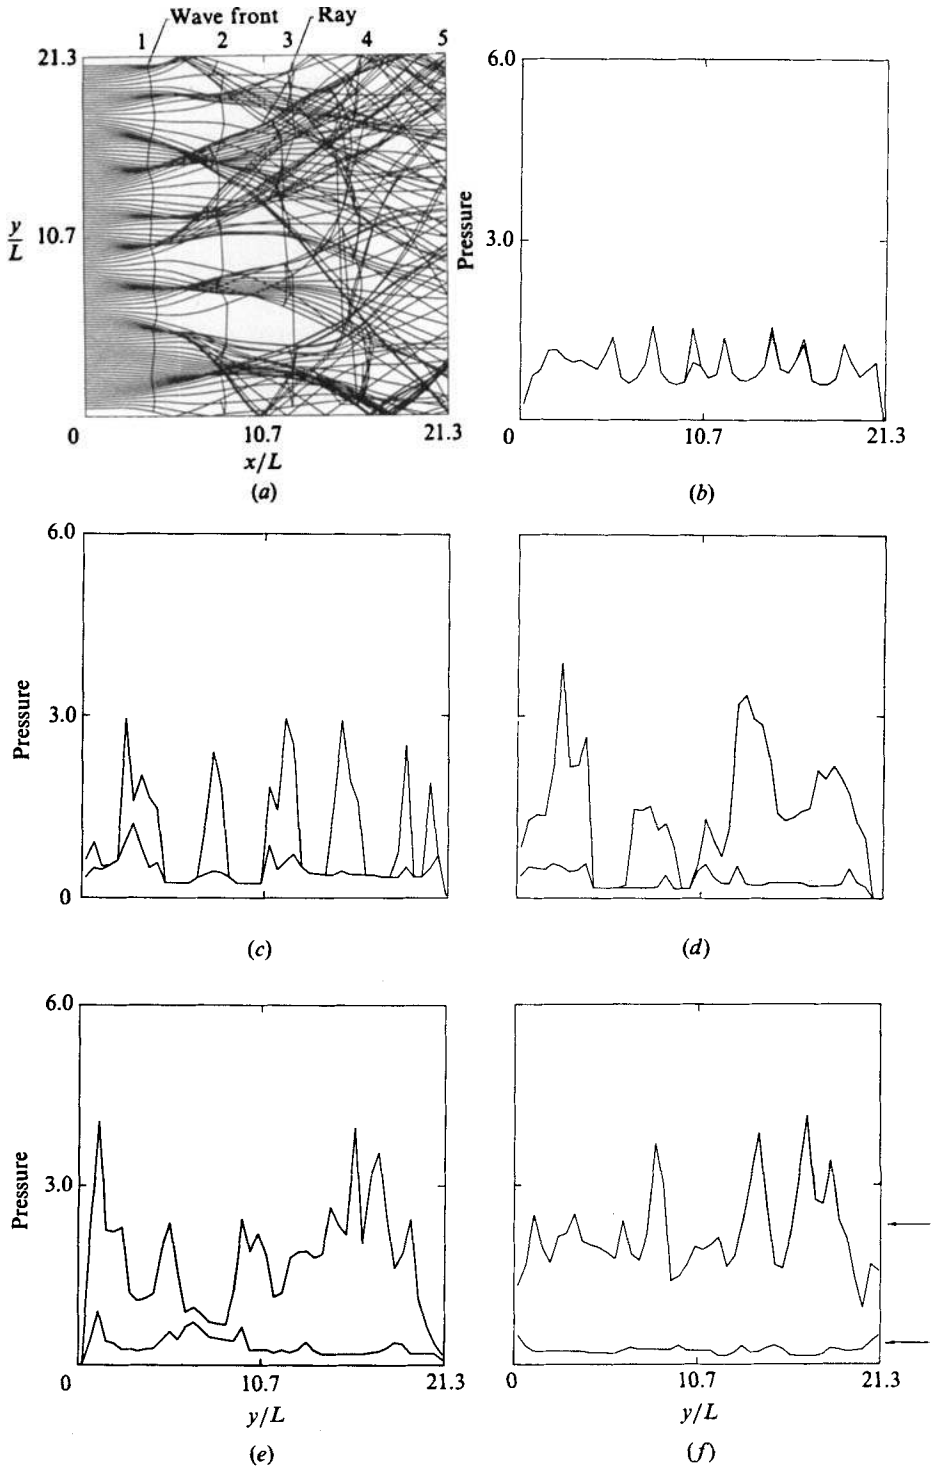 Wave front
Ray
1 2 3 4 5
21.3
y/L
10.7
0 10.7 21.3
x/L
(a)
6.0
Pressure
3.0
0 10.7 21.3
(b)
6.0
Pressure
3.0
0
(c)
(d)
6.0
Pressure
3.0
0 10.7 21.3
y/L
(e)
0 10.7 21.3
y/L
(f)